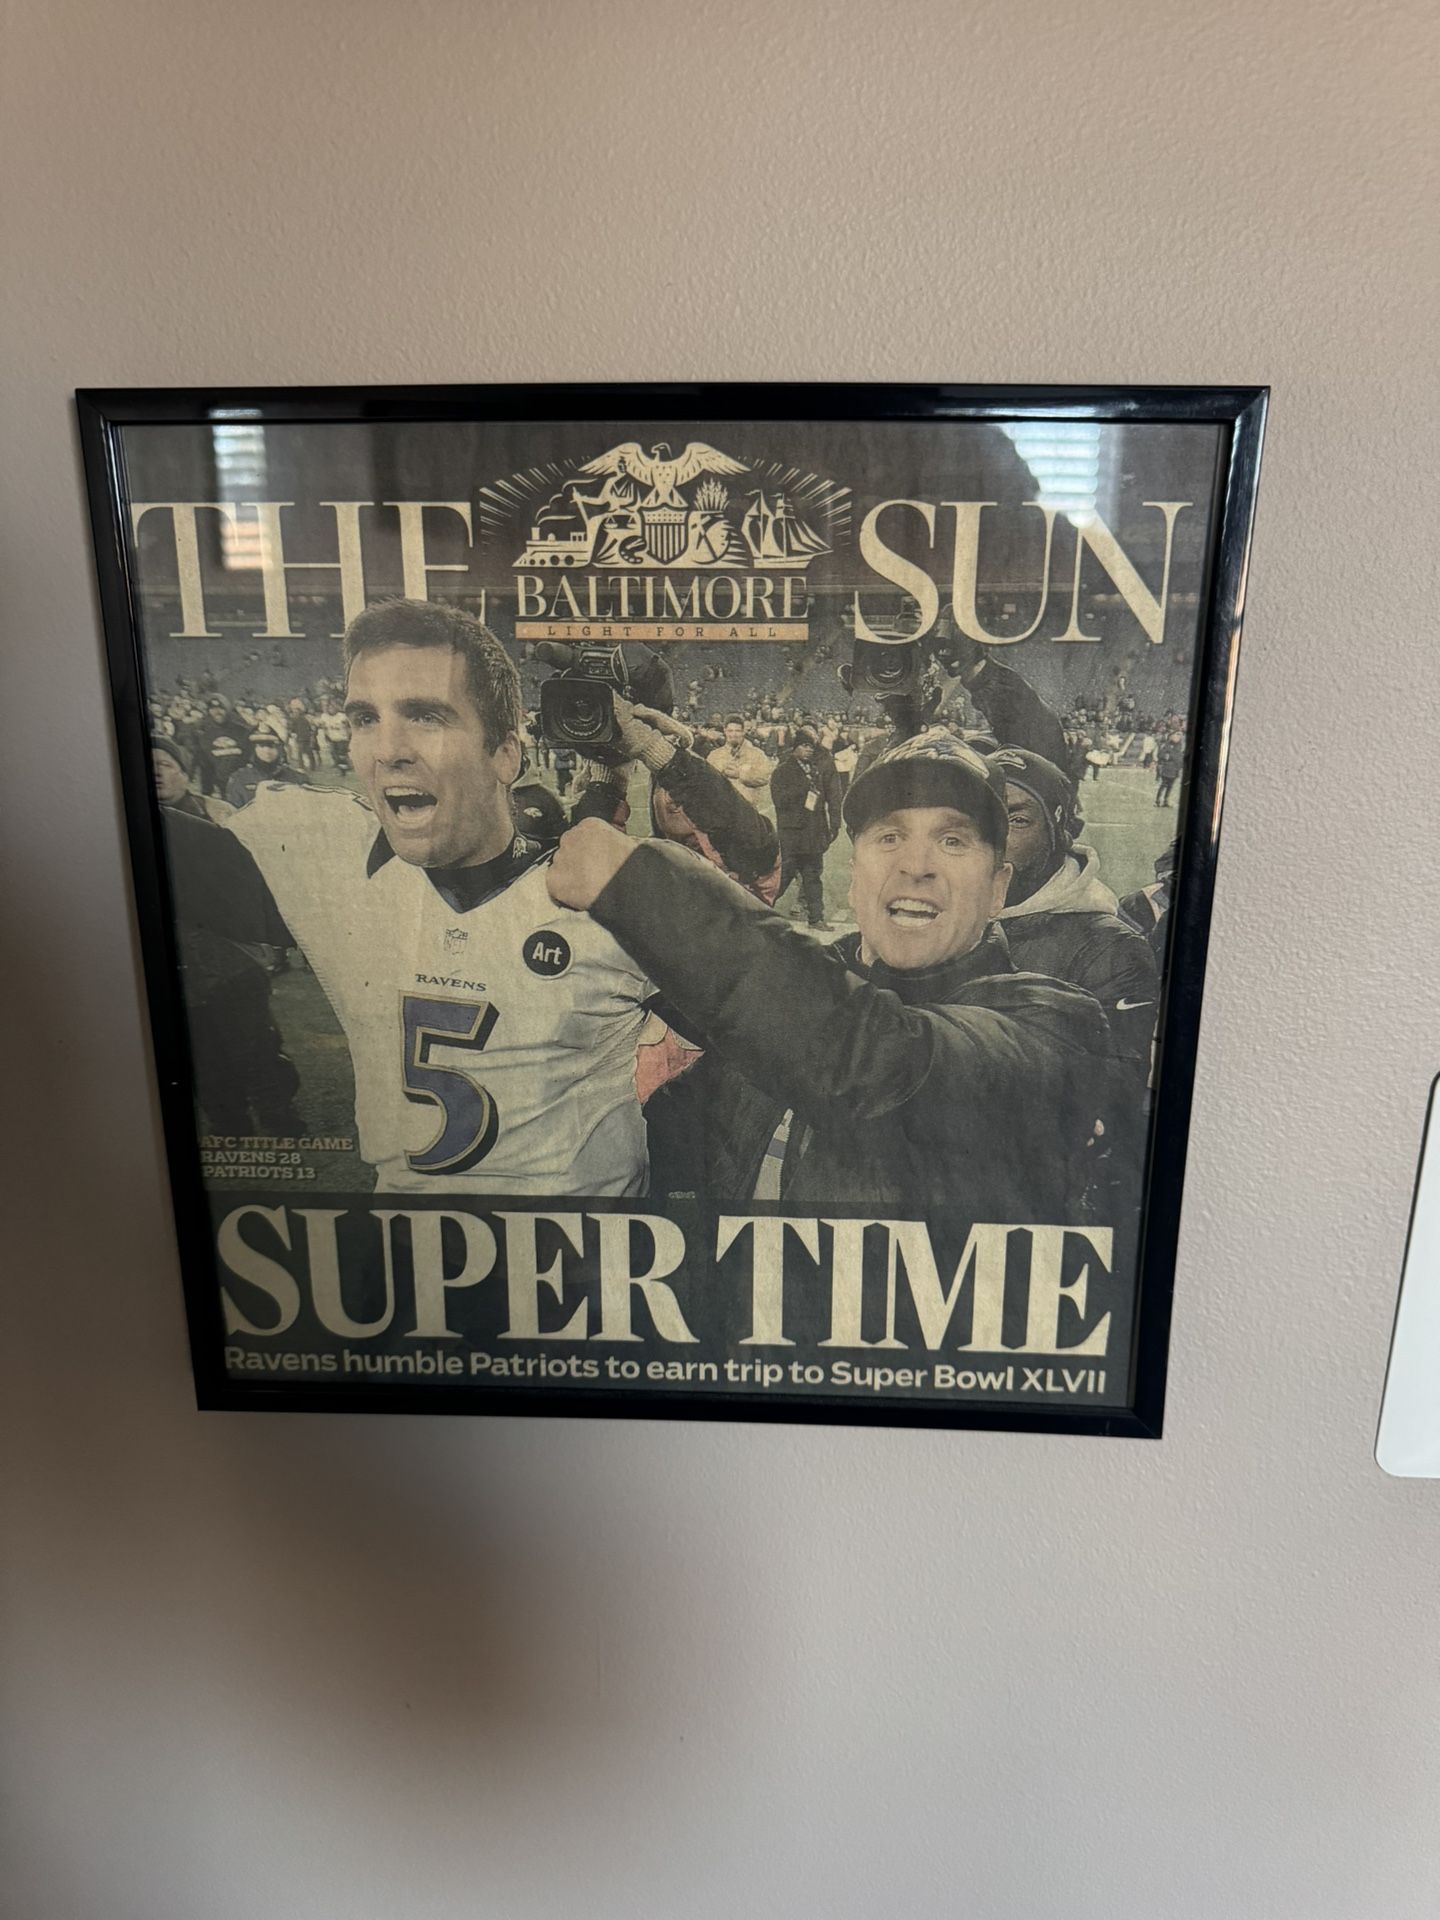 THE BALTIMORE SUN
LIGHT FOR ALL
NFL
RAVENS
Art
5
AFC TITLE GAME
RAVENS 28
PATRIOTS 13
SUPER TIME
Ravens humble Patriots to earn trip to Super Bowl XLVII